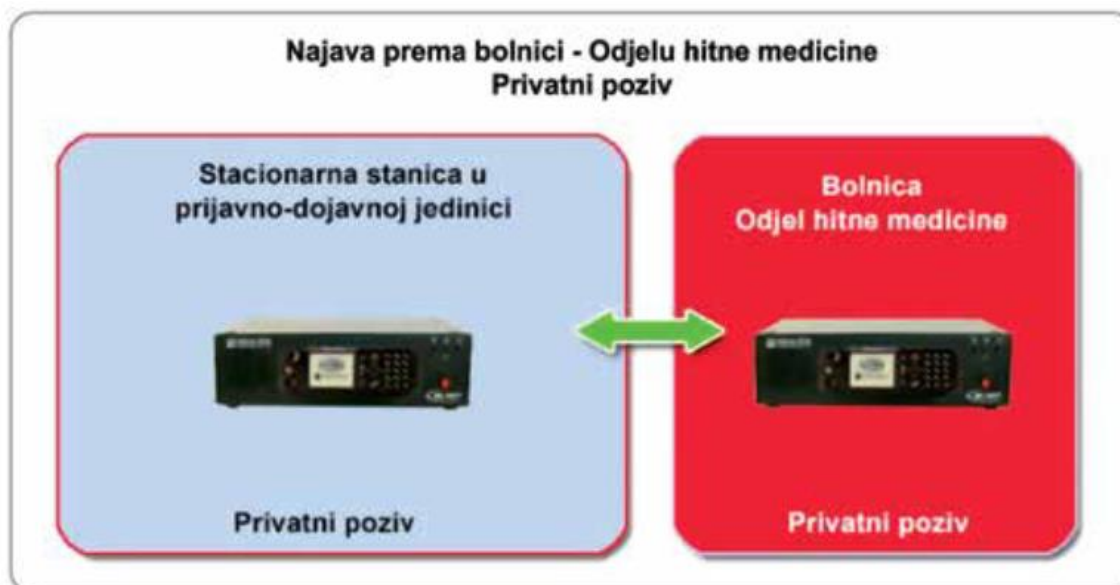 Najava prema bolnici - Odjelu hitne medicine
Privatni poziv
Stacionarna stanica u
prijavno-dojavnoj jedinici
Privatni poziv
Bolnica
Odjel hitne medicine
Privatni poziv